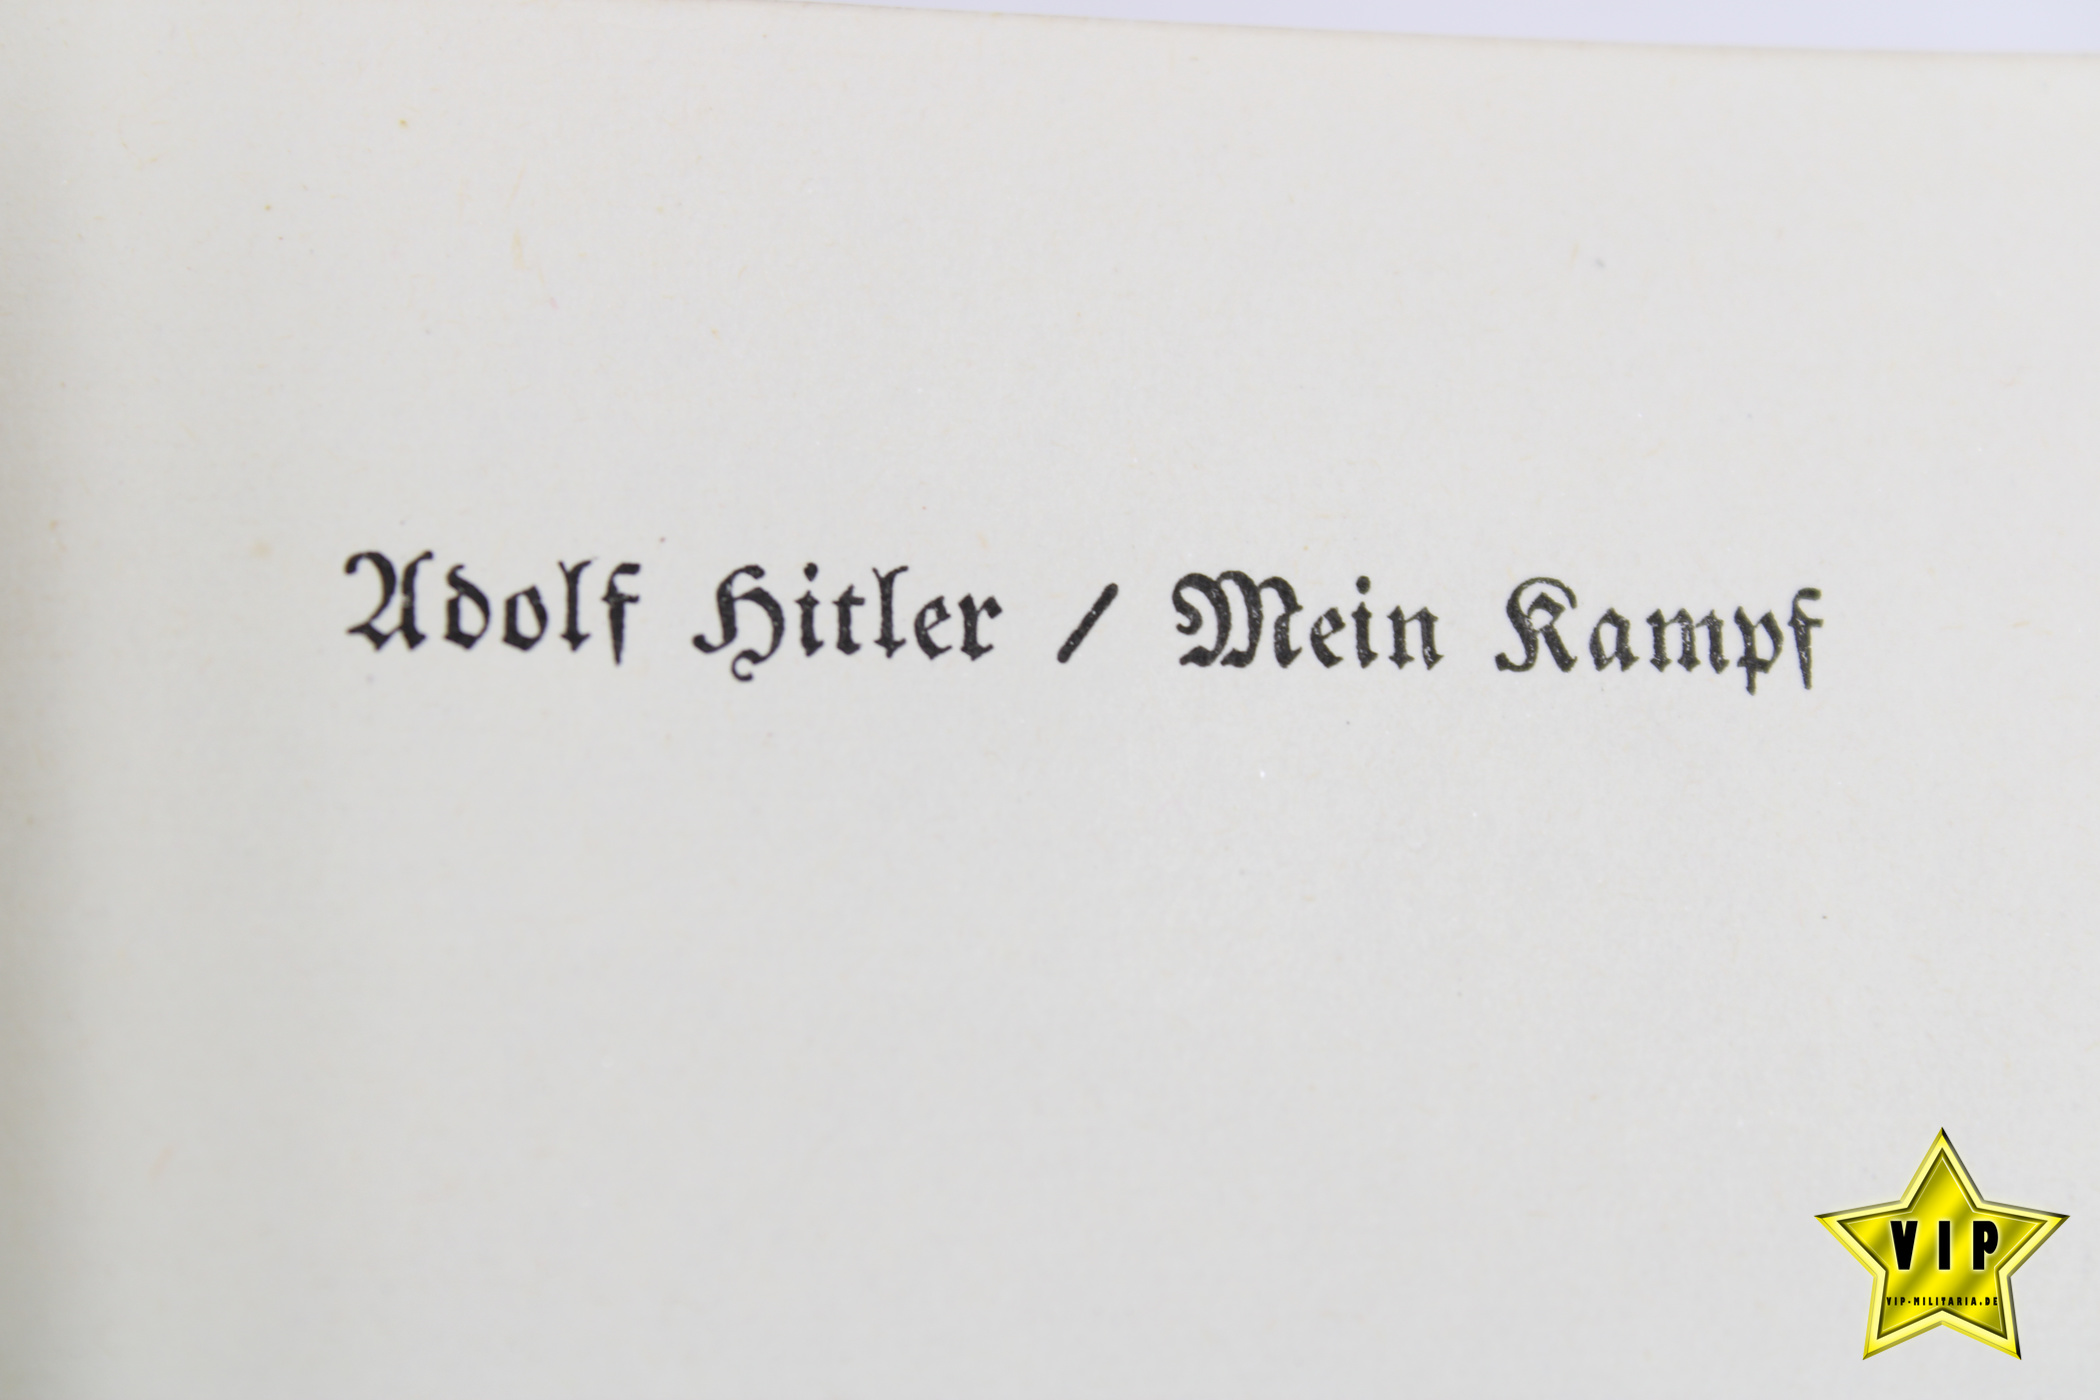 Adolf Hitler / Mein Kampf
VIP
VIP-MILITARIA.DE